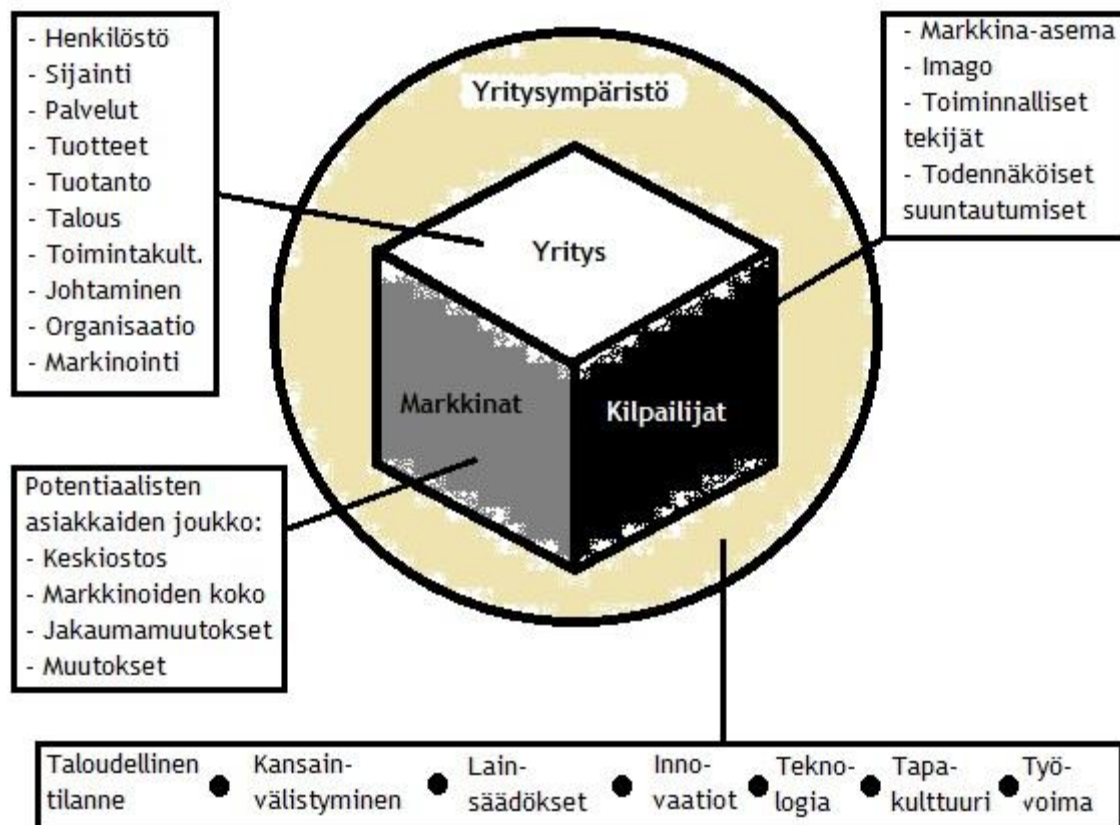 - Henkilöstö
- Sijainti
- Palvelut
- Tuotteet
- Tuotanto
- Talous
- Toimintakult.
- Johtaminen
- Organisaatio
- Markinointi
Yritysympäristö
- Markkina-asema
- Imago
- Toiminnalliset
tekijät
- Todennäköiset
suuntautumiset
Yritys
Markkinat
Kilpailijat
Potentiaalisten
asiakkaiden joukko:
- Keskiostos
- Markkinoiden koko
- Jakaumamuutokset
- Muutokset
Taloudellinen
tilanne
Kansain-
välistyminen
Lain-
säädökset
Inno-
vaatiot
Tekno-
logia
Tapa-
kulttuuri
Työ-
voima